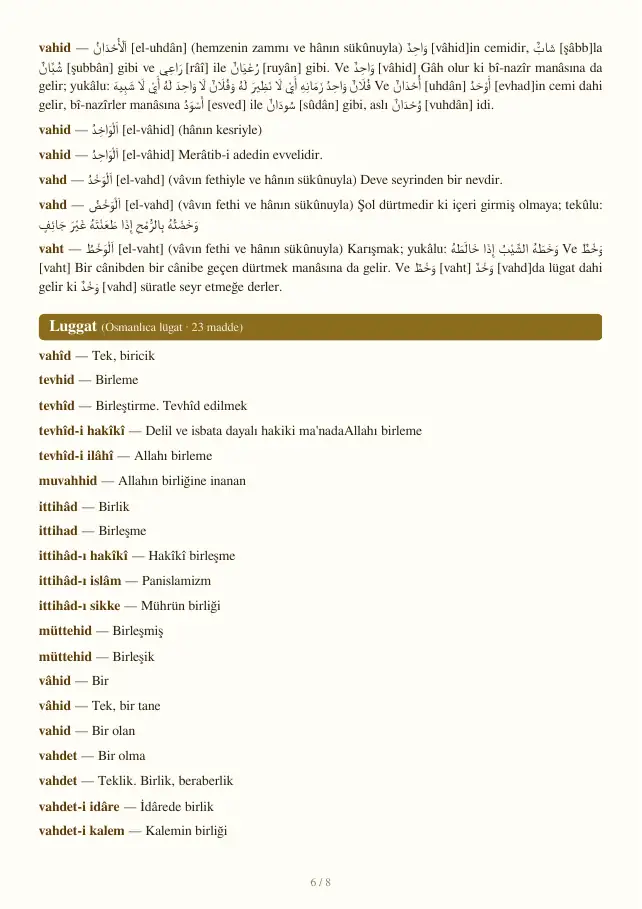 vahid — اَلْأُحْدَانُ [el-uhdân] (hemzenin zammı ve hânın sükûnuyla) وَاحِدٌ [vâhid]in cemidir, شَابٌّ [şâbb]la
شُبَّانٌ [şubbân] gibi ve رَاعِي [râî] ile رُعْيَانٌ [ruyân] gibi. Ve وَاحِدٌ [vâhid] Gâh olur ki bî-nazîr manâsına da
gelir; yukâlu: فُلَانٌ وَاحِدُ زَمَانِهِ أَيْ لَا نَظِيرَ لَهُ وَفُلَانٌ لَا وَاحِدَ لَهُ أَيْ لَا شَبِيهَ Ve أُحْدَانٌ [uhdân] أَوْحَدُ [evhad]in cemi dahi
gelir, bî-nazîrler manâsına أَسْوَدُ [esved] ile سُودَانٌ [sûdân] gibi, aslı وُحْدَانٌ [vuhdân] idi.
vahid — اَلْوَاحِدُ [el-vâhid] (hânın kesriyle)
vahid — اَلْوَاحِدُ [el-vâhid] Merâtib-i adedin evvelidir.
vahd — اَلْوَخْدُ [el-vahd] (vâvın fethiyle ve hânın sükûnuyla) Deve seyrinden bir nevdir.
vahd — اَلْوَخْضُ [el-vahd] (vâvın fethi ve hânın sükûnuyla) Şol dürtmedir ki içeri girmiş olmaya; tekûlu:
وَخَضْتُهُ بِالرُّمْحِ إِذَا طَعَنْتَهُ غَيْرَ جَائِفٍ
vaht — اَلْوَخْطُ [el-vaht] (vâvın fethi ve hânın sükûnuyla) Karışmak; yukâlu: وَخَطَهُ الشَّيْبُ إِذَا خَالَطَهُ Ve وَخْطٌ
[vaht] Bir cânibden bir cânibe geçen dürtmek manâsına da gelir. Ve وَخْطٌ [vaht] وَخْدٌ [vahd]da lügat dahi
gelir ki وَخْدٌ [vahd] süratle seyr etmeğe derler.
Luggat (Osmanlıca lügat · 23 madde)
vahîd — Tek, biricik
tevhid — Birleme
tevhîd — Birleştirme. Tevhîd edilmek
tevhîd-i hakîkî — Delil ve isbata dayalı hakiki ma'nadaAllahı birleme
tevhîd-i ilâhî — Allahı birleme
muvahhid — Allahın birliğine inanan
ittihâd — Birlik
ittihad — Birleşme
ittihâd-ı hakîkî — Hakîkî birleşme
ittihâd-ı islâm — Panislamizm
ittihâd-ı sikke — Mührün birliği
müttehid — Birleşmiş
müttehid — Birleşik
vâhid — Bir
vâhid — Tek, bir tane
vahid — Bir olan
vahdet — Bir olma
vahdet — Teklik. Birlik, beraberlik
vahdet-i idâre — İdârede birlik
vahdet-i kalem — Kalemin birliği
6 / 8